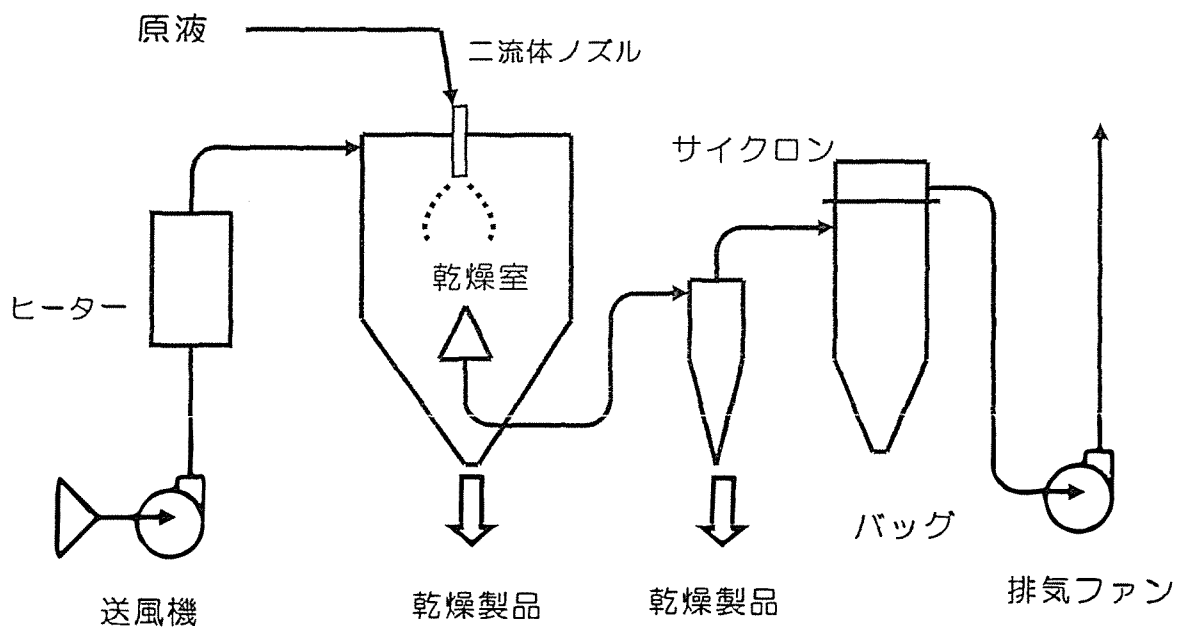 原液
二流体ノズル
サイクロン
乾燥室
ヒーター
バッグ
送風機
乾燥製品
乾燥製品
排気ファン